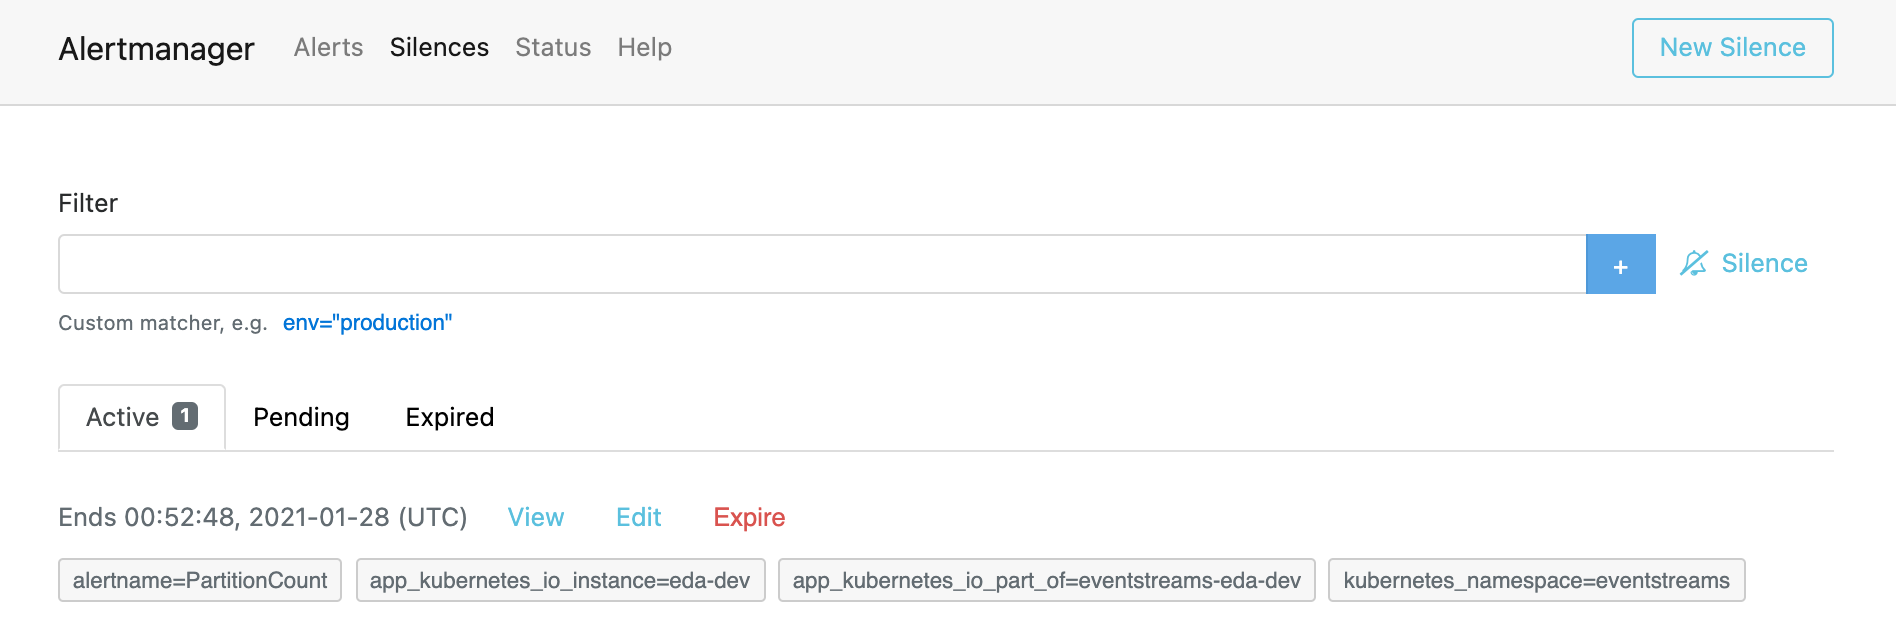 Alertmanager Alerts Silences Status Help New Silence
Filter
+ Silence
Custom matcher, e.g. env="production"
Active 1 Pending Expired
Ends 00:52:48, 2021-01-28 (UTC) View Edit Expire
alertname=PartitionCount app_kubernetes_io_instance=eda-dev app_kubernetes_io_part_of=eventstreams-eda-dev kubernetes_namespace=eventstreams